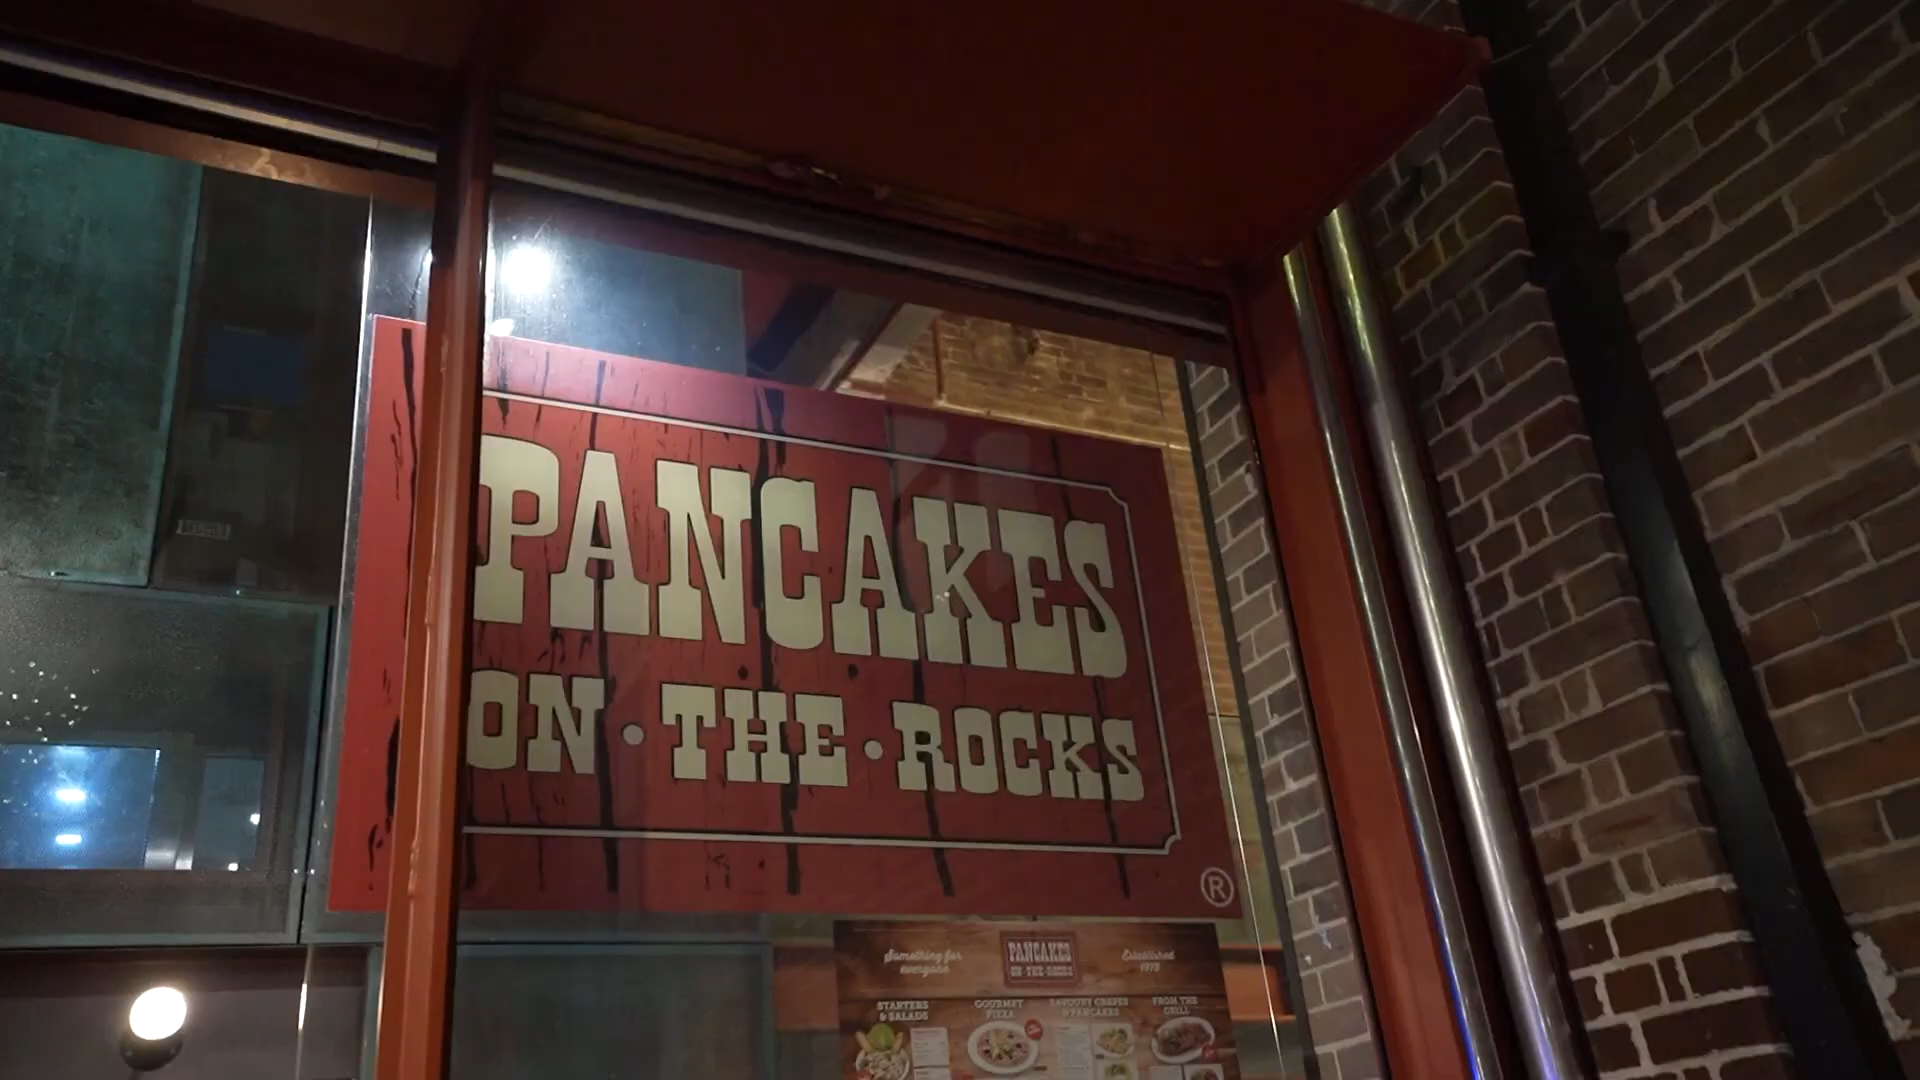 PANCAKES
ON · THE · ROCKS
®
Something for
everyone
PANCAKES
ON · THE · ROCKS
Established
1975
STARTERS
& SALADS
GOURMET
PIZZA
SAVOURY CREPES
& PANCAKES
FROM THE
GRILL